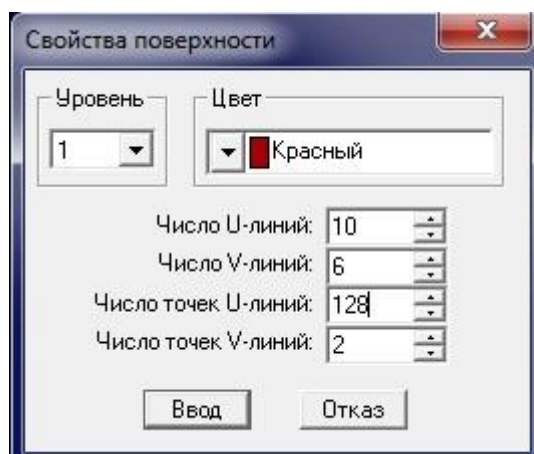 Свойства поверхности
Уровень Цвет
1 Красный
Число U-линий: 10
Число V-линий: 6
Число точек U-линий: 128
Число точек V-линий: 2
Ввод Отказ